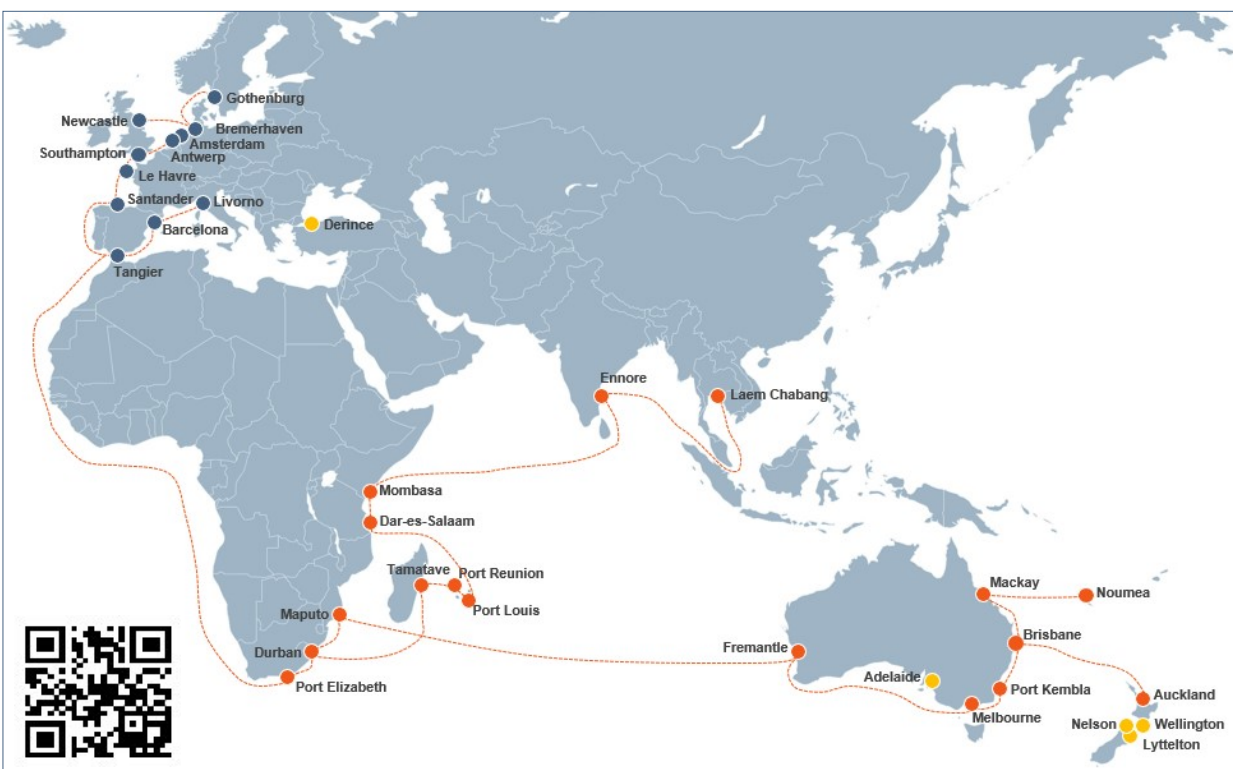 Gothenburg
Newcastle
Bremerhaven
Amsterdam
Southampton
Antwerp
Le Havre
Santander
Livorno
Derince
Barcelona
Tangier
Ennore
Laem Chabang
Mombasa
Dar-es-Salaam
Tamatave
Port Reunion
Mackay
Noumea
Port Louis
Maputo
Brisbane
Durban
Fremantle
Adelaide
Port Elizabeth
Port Kembla
Auckland
Melbourne
Nelson
Wellington
Lyttelton